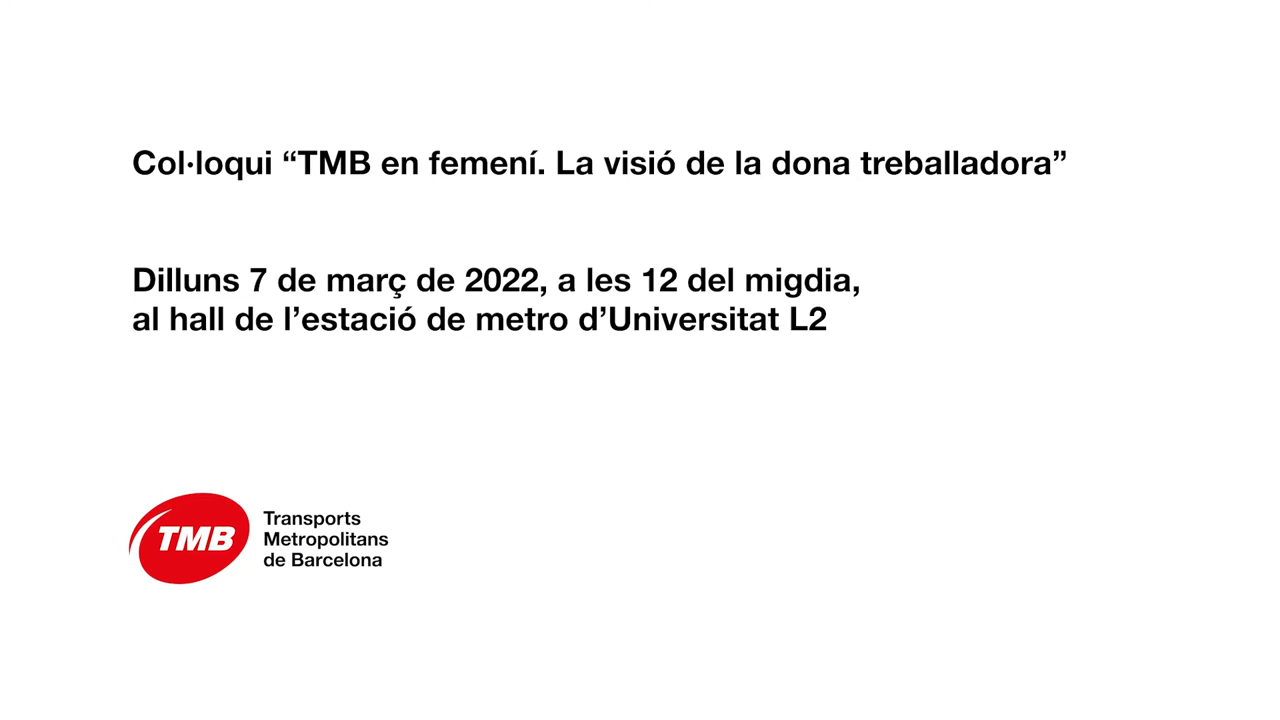 Col·loqui “TMB en femení. La visió de la dona treballadora”
Dilluns 7 de març de 2022, a les 12 del migdia,
al hall de l’estació de metro d’Universitat L2
TMB
Transports
Metropolitans
de Barcelona